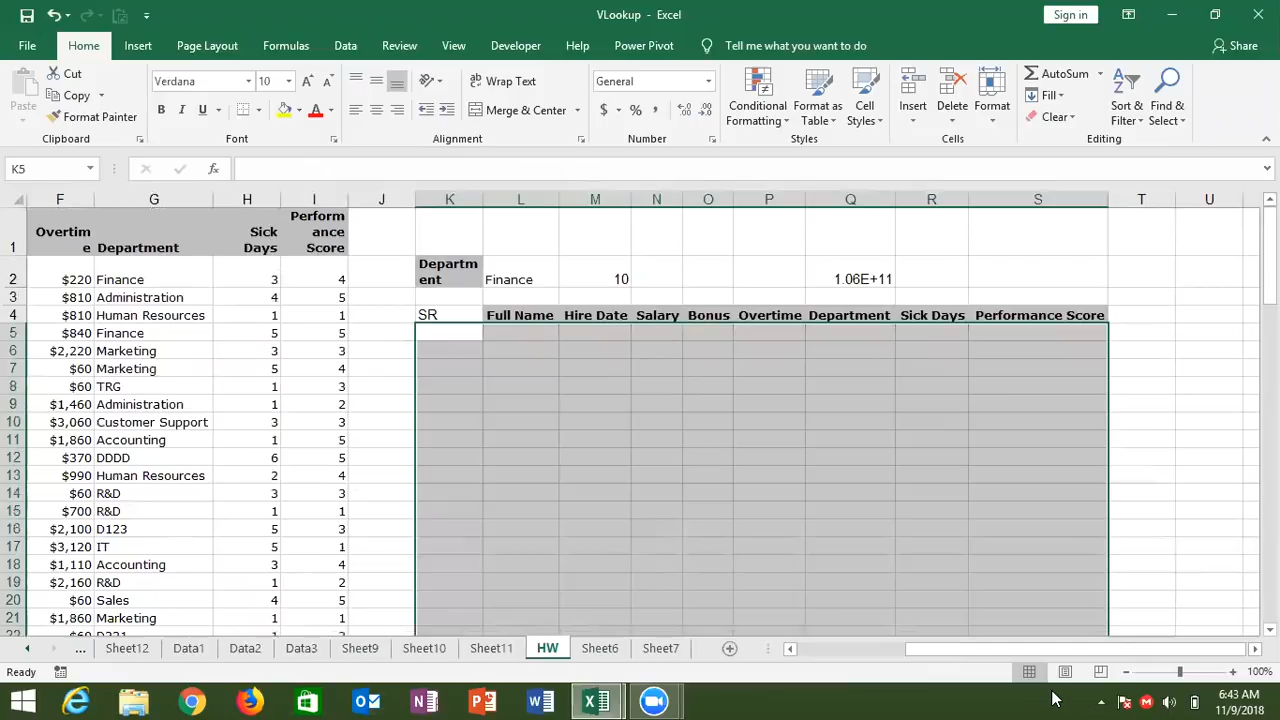 VLookup - Excel
Sign in
File Home Insert Page Layout Formulas Data Review View Developer Help Power Pivot Tell me what you want to do Share
Paste Cut Copy Format Painter Clipboard
Verdana 10 A A B I U A Font
Wrap Text Merge & Center Alignment
General $ % , Number
Conditional Formatting Format as Table Cell Styles Styles
Insert Delete Format Cells
AutoSum Fill Clear Sort & Filter Find & Select Editing
K5 fx
F G H I J K L M N O P Q R S T U
1 Overtime Department Sick Days Performance Score
2 $220 Finance 3 4 Department Finance 10 1.06E+11
3 $810 Administration 4 5
4 $810 Human Resources 1 1 SR Full Name Hire Date Salary Bonus Overtime Department Sick Days Performance Score
5 $840 Finance 5 5
6 $2,220 Marketing 3 3
7 $60 Marketing 5 4
8 $60 TRG 1 3
9 $1,460 Administration 1 2
10 $3,060 Customer Support 3 3
11 $1,860 Accounting 1 5
12 $370 DDDD 6 5
13 $990 Human Resources 2 4
14 $60 R&D 3 3
15 $700 R&D 1 1
16 $2,100 D123 5 3
17 $3,120 IT 5 1
18 $1,110 Accounting 3 4
19 $2,160 R&D 1 2
20 $60 Sales 4 5
21 $1,860 Marketing 1 1
... Sheet12 Data1 Data2 Data3 Sheet9 Sheet10 Sheet11 HW Sheet6 Sheet7
Ready 100%
6:43 AM
11/9/2018